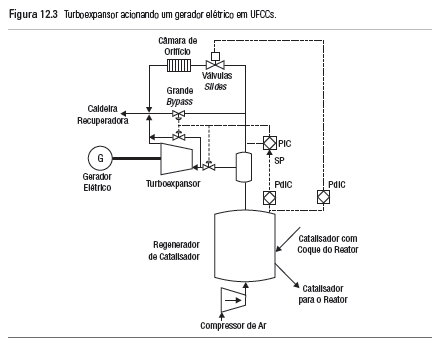 Figura 12.3 Turboexpansor acionando um gerador elétrico em UFCCs.
Câmara de
Orifício
Válvulas
Slides
Grande
Bypass
Caldeira
Recuperadora
PIC
SP
G
Gerador
Elétrico
Turboexpansor
PdIC
PdIC
Regenerador
de Catalisador
Catalisador com
Coque do Reator
Catalisador
para o Reator
Compressor de Ar